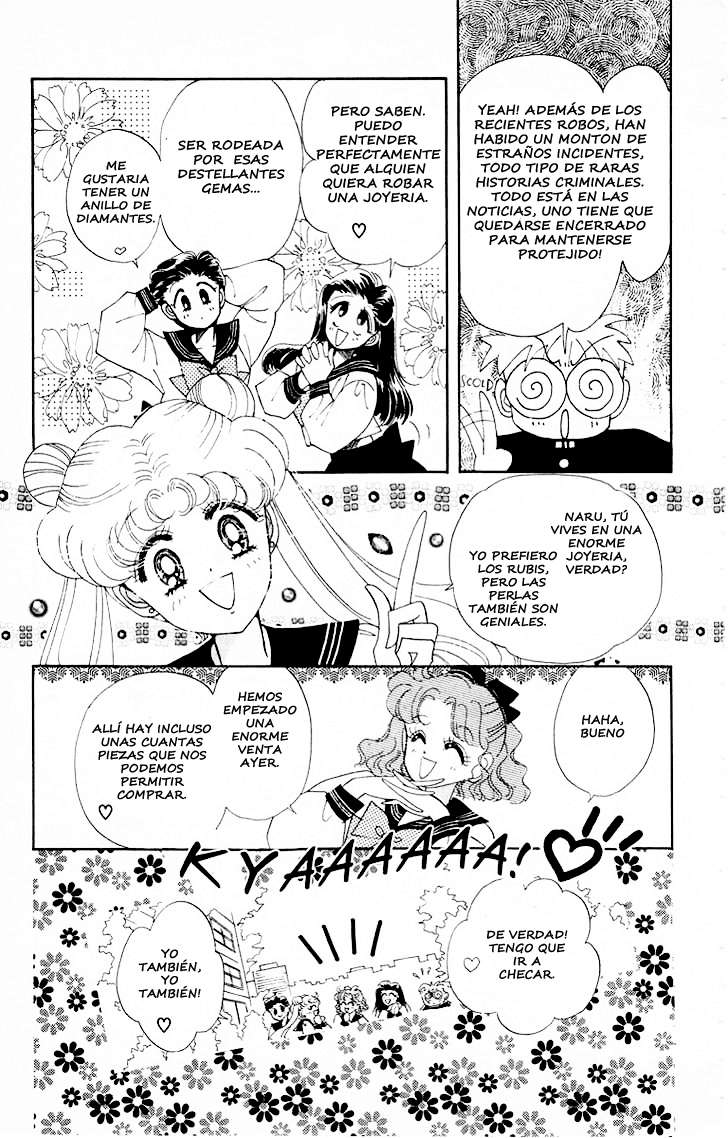 YEAH! ADEMÁS DE LOS
RECIENTES ROBOS, HAN
HABIDO UN MONTON DE
ESTRAÑOS INCIDENTES,
TODO TIPO DE RARAS
HISTORIAS CRIMINALES.
TODO ESTÁ EN LAS
NOTICIAS, UNO TIENE QUE
QUEDARSE ENCERRADO
PARA MANTENERSE
PROTEJIDO!
SCOLD
PERO SABEN.
PUEDO
ENTENDER
PERFECTAMENTE
QUE ALGUIEN
QUIERA ROBAR
UNA JOYERIA.
SER RODEADA
POR ESAS
DESTELLANTES
GEMAS...
ME
GUSTARIA
TENER UN
ANILLO DE
DIAMANTES.
NARU, TÚ
VIVES EN UNA
ENORME
JOYERIA,
VERDAD?
YO PREFIERO
LOS RUBIS,
PERO LAS
PERLAS
TAMBIÉN SON
GENIALES.
HAHA,
BUENO
HEMOS
EMPEZADO
UNA
ENORME
VENTA
AYER.
ALLÍ HAY INCLUSO
UNAS CUANTAS
PIEZAS QUE NOS
PODEMOS
PERMITIR
COMPRAR.
KYAAAAAA!
DE VERDAD!
TENGO QUE
IR A
CHECAR.
YO
TAMBIÉN,
YO
TAMBIÉN!